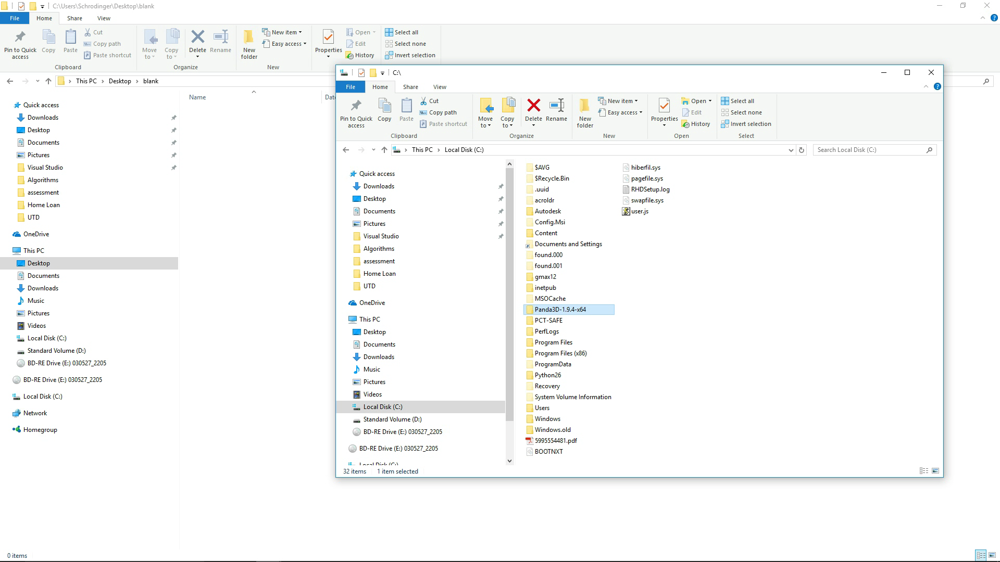 C:\Users\Schrodinger\Desktop\blank
File Home Share View
Pin to Quick access
Copy
Paste
Cut
Copy path
Paste shortcut
Clipboard
Move to
Copy to
Delete
Rename
Organize
New folder
New item
Easy access
New
Properties
Open
Edit
History
Select all
Select none
Invert selection
This PC Desktop blank
Name
Quick access
Downloads
Desktop
Documents
Pictures
Visual Studio
Algorithms
assessment
Home Loan
UTD
OneDrive
This PC
Desktop
Documents
Downloads
Music
Pictures
Videos
Local Disk (C:)
Standard Volume (D:)
BD-RE Drive (E:) 030527_2205
BD-RE Drive (E:) 030527_2205
Local Disk (C:)
Network
Homegroup
0 items
C:\
File Home Share View
Pin to Quick access
Copy
Paste
Cut
Copy path
Paste shortcut
Clipboard
Move to
Copy to
Delete
Rename
Organize
New folder
New item
Easy access
New
Properties
Open
Edit
History
Open
Select all
Select none
Invert selection
Select
This PC Local Disk (C:)
Search Local Disk (C:)
Quick access
Downloads
Desktop
Documents
Pictures
Visual Studio
Algorithms
assessment
Home Loan
UTD
OneDrive
This PC
Desktop
Documents
Downloads
Music
Pictures
Videos
Local Disk (C:)
Standard Volume (D:)
BD-RE Drive (E:) 030527_2205
BD-RE Drive (E:) 030527_2205
Local Disk (C:)
$AVG
$Recycle.Bin
.uuid
acroldr
Autodesk
Config.Msi
Content
Documents and Settings
found.000
found.001
gmax12
inetpub
MSOCache
Panda3D-1.9.4-x64
PCT-SAFE
PerfLogs
Program Files
Program Files (x86)
ProgramData
Python26
Recovery
System Volume Information
Users
Windows
Windows.old
5995554481.pdf
BOOTNXT
hiberfil.sys
pagefile.sys
RHDSetup.log
swapfile.sys
user.js
32 items 1 item selected